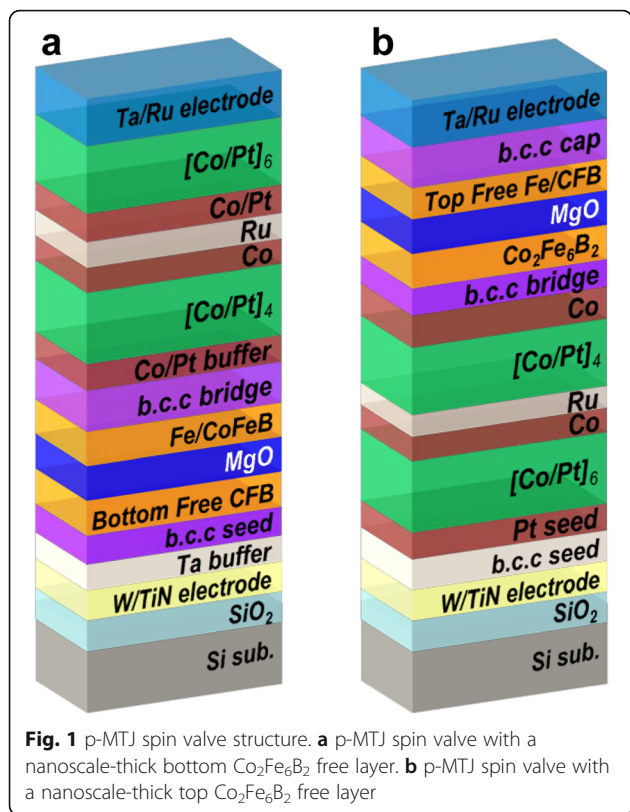 a
Ta/Ru electrode
[Co/Pt]₆
Co/Pt
Ru
Co
[Co/Pt]₄
Co/Pt buffer
b.c.c bridge
Fe/CoFeB
MgO
Bottom Free CFB
b.c.c seed
Ta buffer
W/TiN electrode
SiO₂
Si sub.
b
Ta/Ru electrode
b.c.c cap
Top Free Fe/CFB
MgO
Co₂Fe₆B₂
b.c.c bridge
Co
[Co/Pt]₄
Ru
Co
[Co/Pt]₆
Pt seed
b.c.c seed
W/TiN electrode
SiO₂
Si sub.
Fig. 1 p-MTJ spin valve structure. a p-MTJ spin valve with a
nanoscale-thick bottom Co₂Fe₆B₂ free layer. b p-MTJ spin valve with
a nanoscale-thick top Co₂Fe₆B₂ free layer